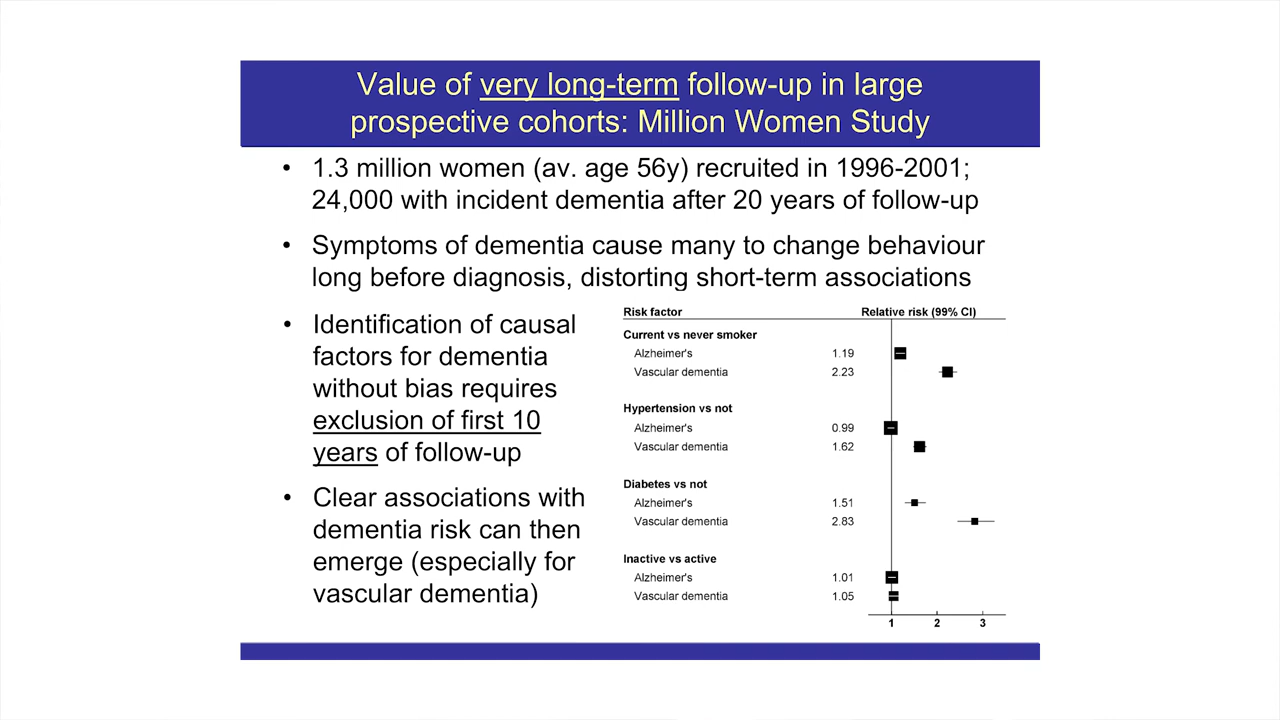 Value of very long-term follow-up in large
prospective cohorts: Million Women Study
• 1.3 million women (av. age 56y) recruited in 1996-2001;
24,000 with incident dementia after 20 years of follow-up
• Symptoms of dementia cause many to change behaviour
long before diagnosis, distorting short-term associations
• Identification of causal
factors for dementia
without bias requires
exclusion of first 10
years of follow-up
• Clear associations with
dementia risk can then
emerge (especially for
vascular dementia)
Risk factor Relative risk (99% CI)
Current vs never smoker
Alzheimer's 1.19
Vascular dementia 2.23
Hypertension vs not
Alzheimer's 0.99
Vascular dementia 1.62
Diabetes vs not
Alzheimer's 1.51
Vascular dementia 2.83
Inactive vs active
Alzheimer's 1.01
Vascular dementia 1.05
1 2 3